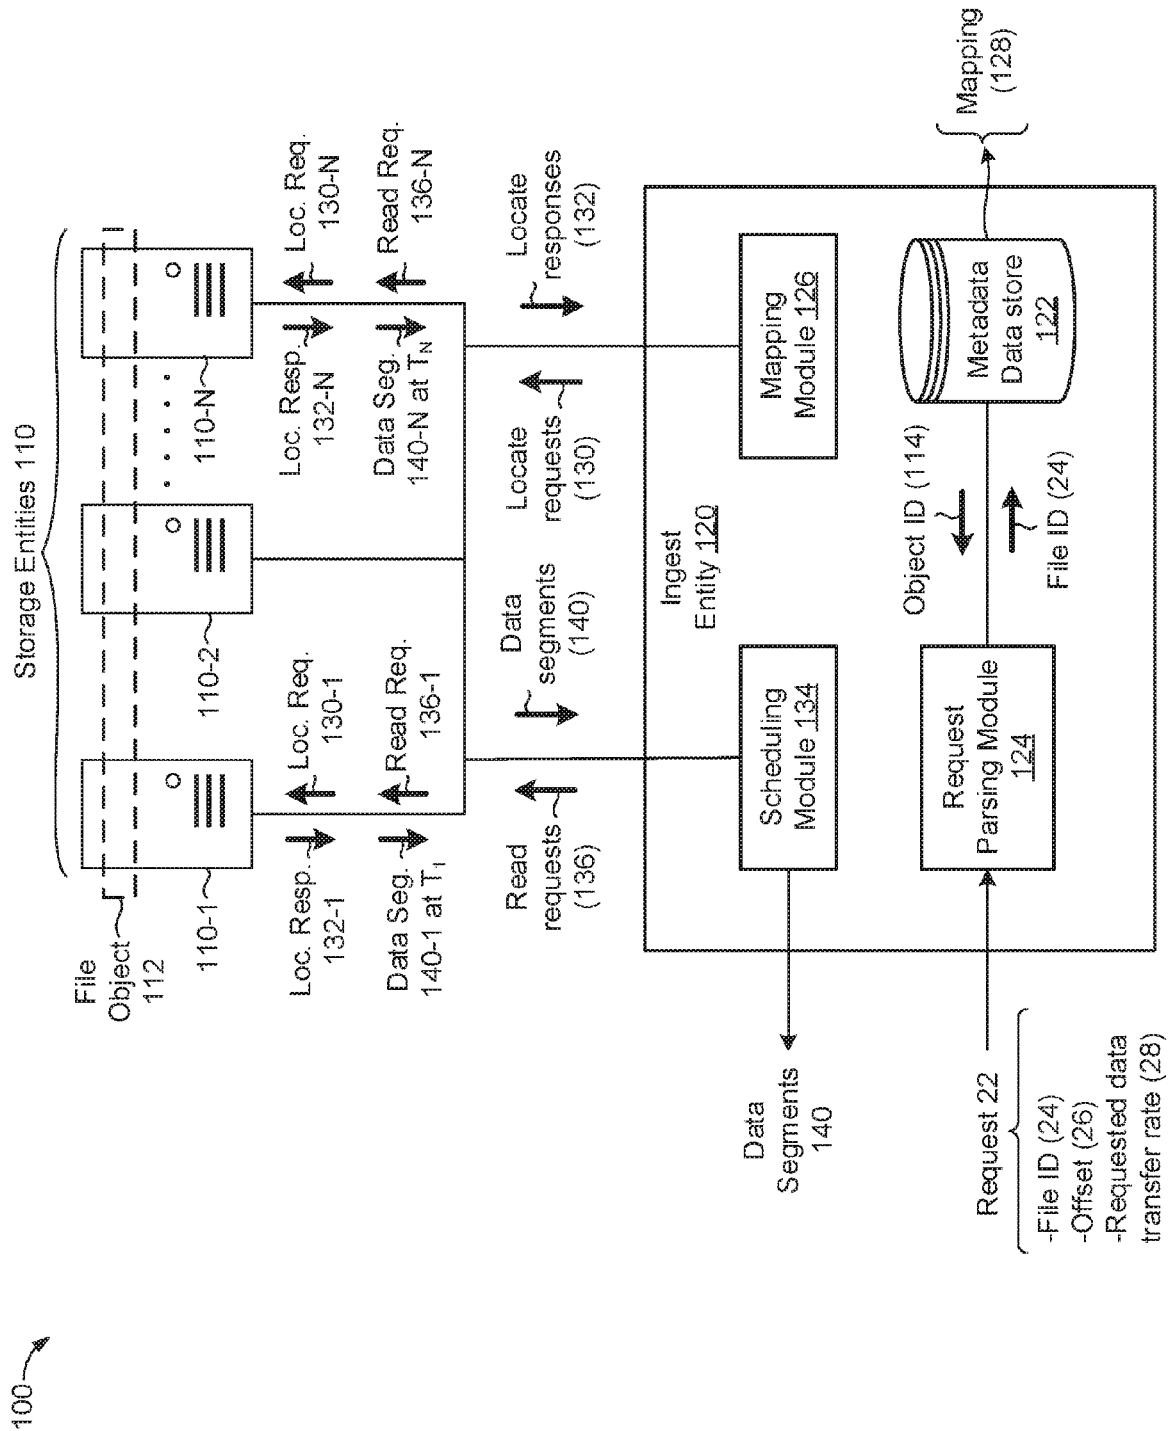 100
Storage Entities 110
File
Object
112
110-1
110-2
110-N
Loc. Resp.
132-1
Loc. Req.
130-1
Data Seg.
140-1 at T1
Read Req.
136-1
Loc. Resp.
132-N
Loc. Req.
130-N
Data Seg.
140-N at TN
Read Req.
136-N
Read
requests
(136)
Data
segments
(140)
Locate
requests
(130)
Locate
responses
(132)
Ingest
Entity 120
Scheduling
Module 134
Mapping
Module 126
Data
Segments
140
Request
Parsing Module
124
Object ID (114)
File ID (24)
Metadata
Data store
122
Mapping
(128)
Request 22
-File ID (24)
-Offset (26)
-Requested data
transfer rate (28)